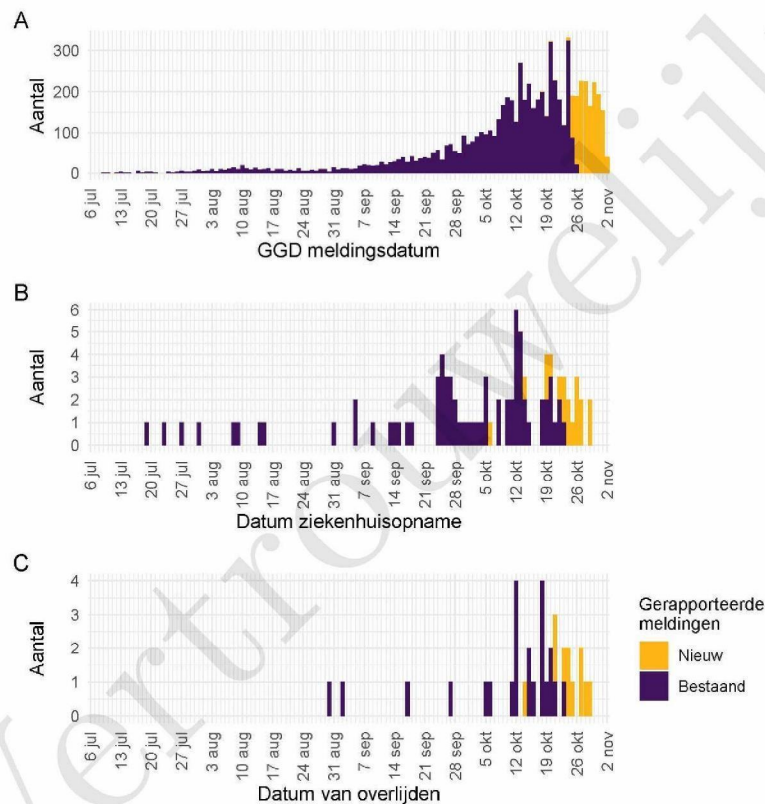 A
Aantal
300
200
100
0
6 jul
13 jul
20 jul
27 jul
3 aug
10 aug
17 aug
24 aug
31 aug
7 sep
14 sep
21 sep
28 sep
5 okt
12 okt
19 okt
26 okt
2 nov
GGD meldingsdatum
B
Aantal
6
5
4
3
2
1
0
6 jul
13 jul
20 jul
27 jul
3 aug
10 aug
17 aug
24 aug
31 aug
7 sep
14 sep
21 sep
28 sep
5 okt
12 okt
19 okt
26 okt
2 nov
Datum ziekenhuisopname
C
Aantal
4
3
2
1
0
6 jul
13 jul
20 jul
27 jul
3 aug
10 aug
17 aug
24 aug
31 aug
7 sep
14 sep
21 sep
28 sep
5 okt
12 okt
19 okt
26 okt
2 nov
Datum van overlijden
Gerapporteerde
meldingen
Nieuw
Bestaand
Vertrouwelijk